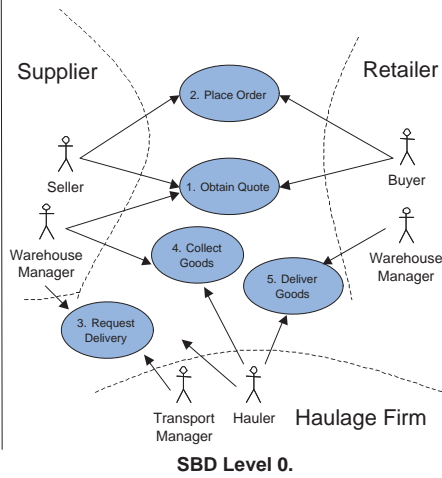 Supplier
Retailer
2. Place Order
Seller
Buyer
1. Obtain Quote
Warehouse
Manager
4. Collect
Goods
5. Deliver
Goods
Warehouse
Manager
3. Request
Delivery
Transport
Manager
Hauler
Haulage Firm
SBD Level 0.